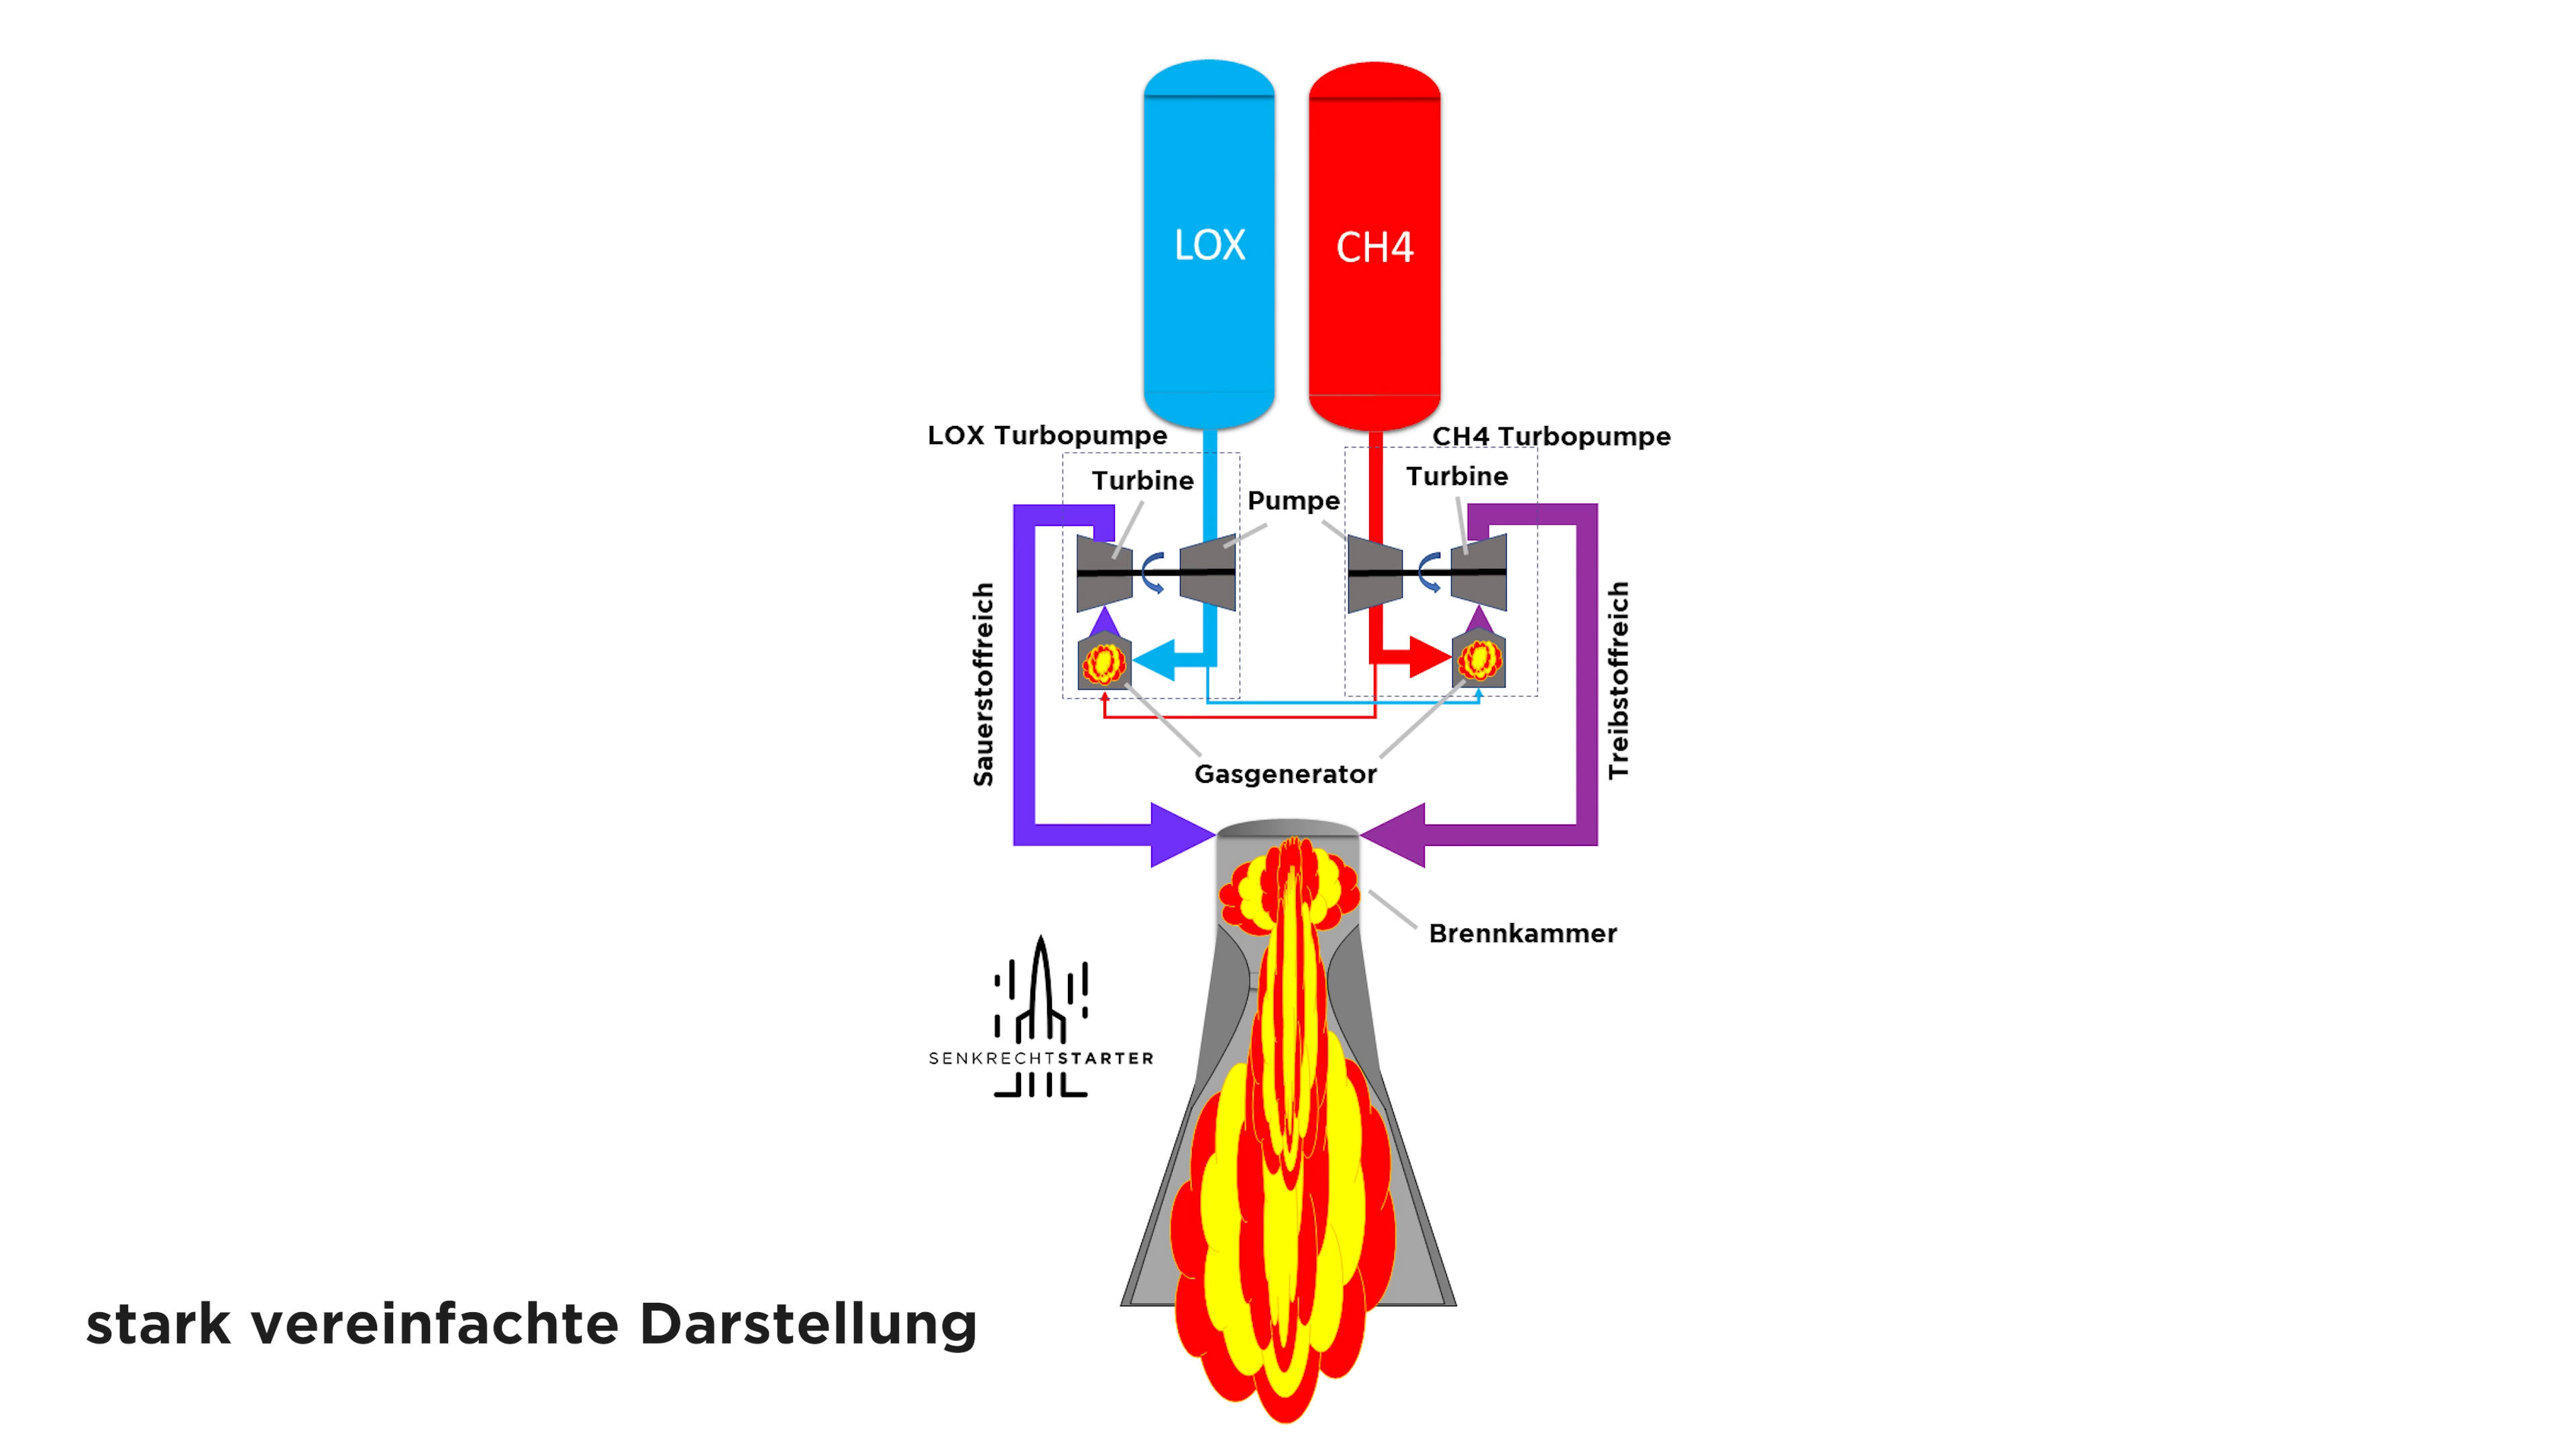 LOX
CH4
LOX Turbopumpe
CH4 Turbopumpe
Turbine
Turbine
Pumpe
Sauerstoffreich
Treibstoffreich
Gasgenerator
Brennkammer
SENKRECHTSTARTER
stark vereinfachte Darstellung